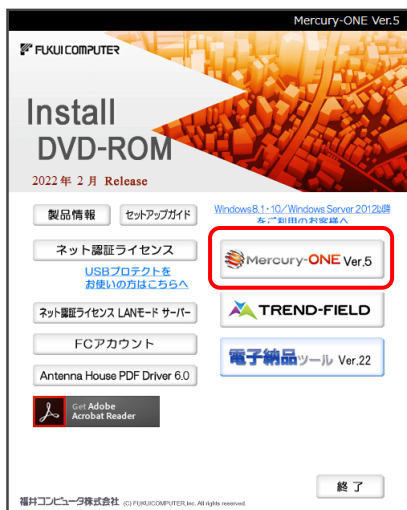 Mercury-ONE Ver.5
FUKUI COMPUTER
Install
DVD-ROM
2022年 2月 Release
製品情報
セットアップガイド
Windows8.1・10/Windows Server 2012以降
をご利用のお客様へ
ネット認証ライセンス
USBプロテクトを
お使いの方はこちらへ
Mercury-ONE Ver.5
ネット認証ライセンス LANモード サーバー
TREND-FIELD
FCアカウント
電子納品ツール Ver.22
Antenna House PDF Driver 6.0
Get Adobe
Acrobat Reader
終了
福井コンピュータ株式会社 (C) FUKUICOMPUTER,Inc. All rights reserved.